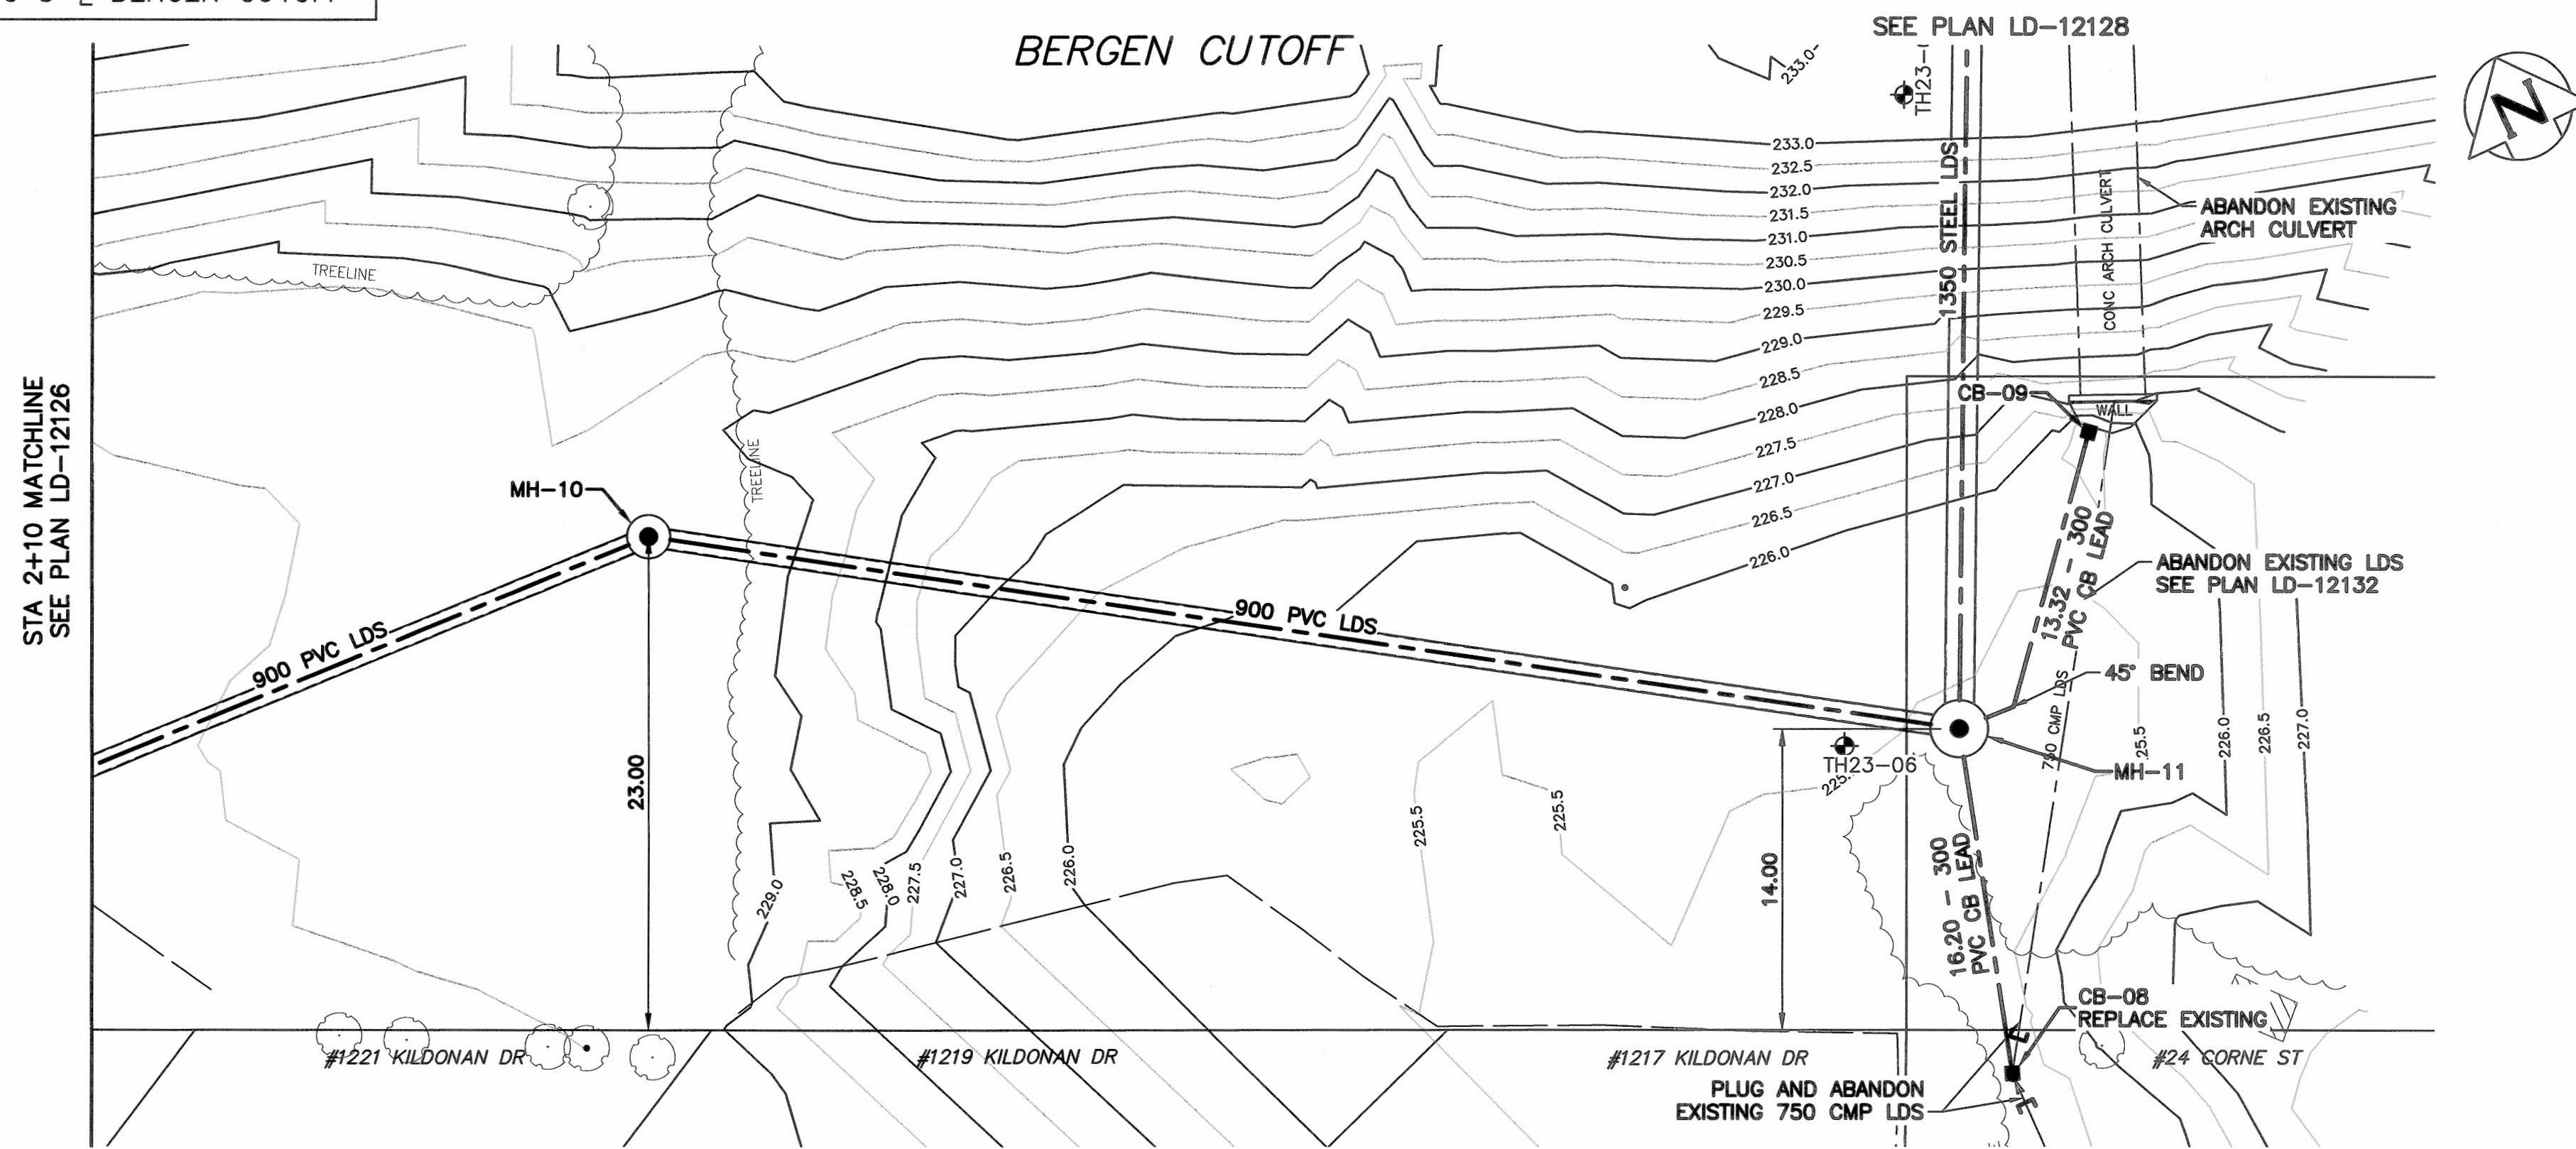 BERGEN CUTOFF
BERGEN CUTOFF
SEE PLAN LD-12128
N
TH23-
233.0
233.0
232.5
232.0
231.5
231.0
230.5
230.0
229.5
229.0
228.5
228.0
227.5
227.0
226.5
226.0
1350 STEEL LDS
CONC ARCH CULVERT
ABANDON EXISTING
ARCH CULVERT
TREELINE
TREELINE
STA 2+10 MATCHLINE
SEE PLAN LD-12126
CB-09
WALL
MH-10
900 PVC LDS
900 PVC LDS
13.32 - 300
PVC CB LEAD
ABANDON EXISTING LDS
SEE PLAN LD-12132
45° BEND
750 CMP LDS
MH-11
TH23-06
225.
23.00
14.00
25.5
226.0
226.5
227.0
229.0
228.5
228.0
227.5
227.0
226.5
226.0
225.5
225.5
16.20 - 300
PVC CB LEAD
CB-08
REPLACE EXISTING
#1221 KILDONAN DR
#1219 KILDONAN DR
#1217 KILDONAN DR
#24 CORNE ST
PLUG AND ABANDON
EXISTING 750 CMP LDS